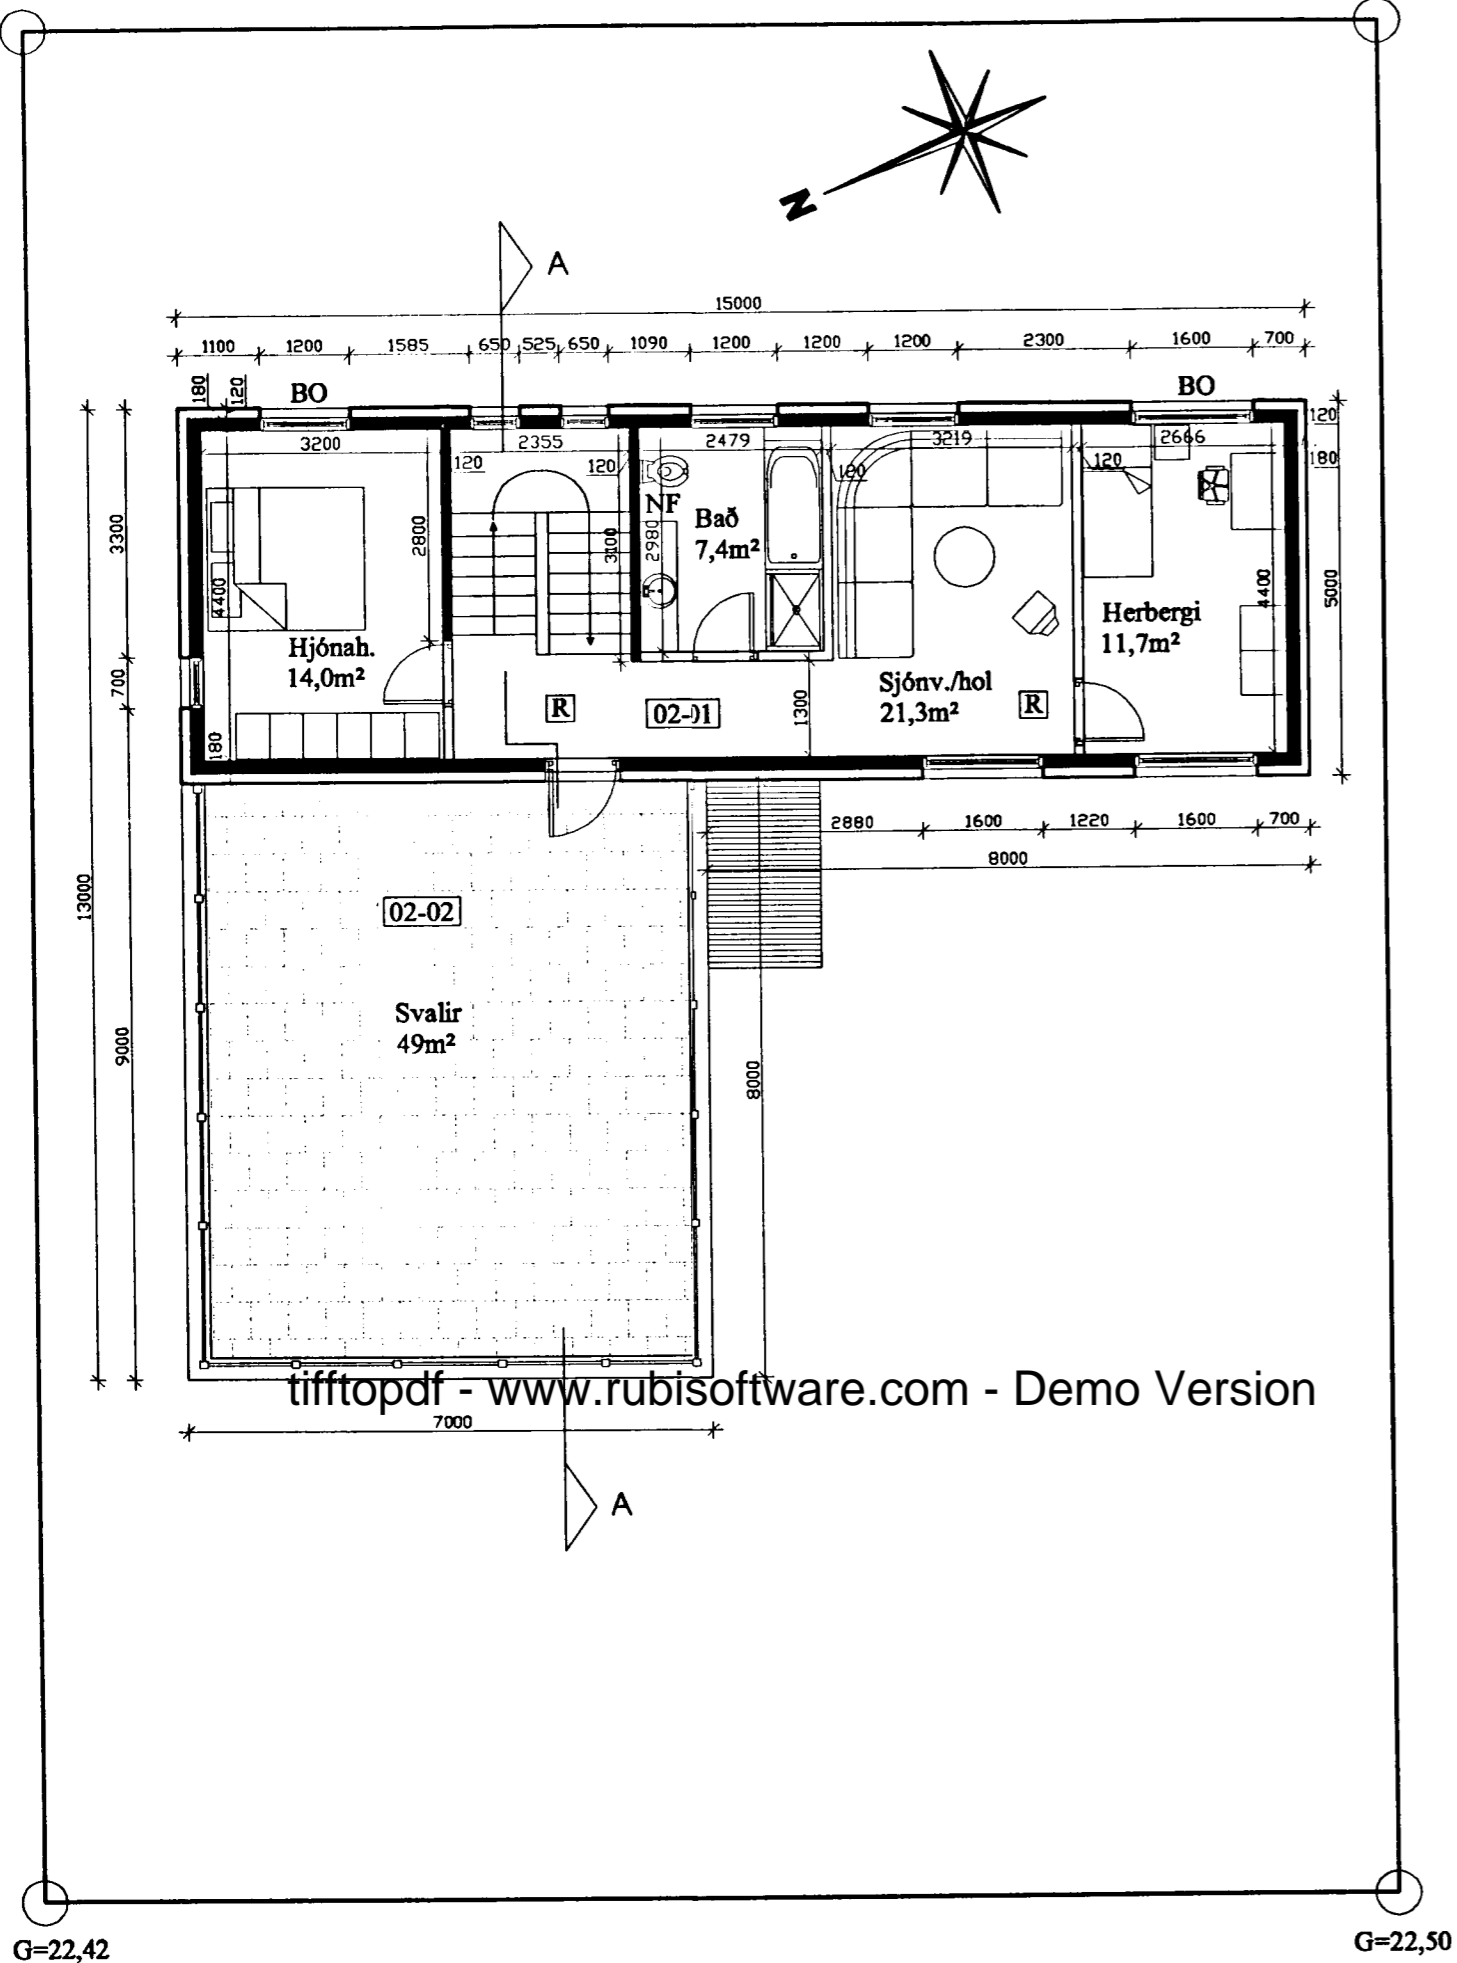 N
A
15000
1100 1200 1585 650 525 650 1090 1200 1200 1200 2300 1600 700
180 120 BO BO
3200 2355 2479 3219 2666 120
120 120 120 120 180
3300 2800 3100 NF 2980 Bað
7,4m²
4400 4400 5000
Hjónah.
14,0m²
Herbergi
11,7m²
700 180 R 02-01 1300
Sjónv./hol
21,3m²
R
2880 1600 1220 1600 700
8000
13000
02-02
Svalir
49m²
9000
8000
tifftopdf - www.rubisoftware.com - Demo Version
7000
A
G=22,42
G=22,50